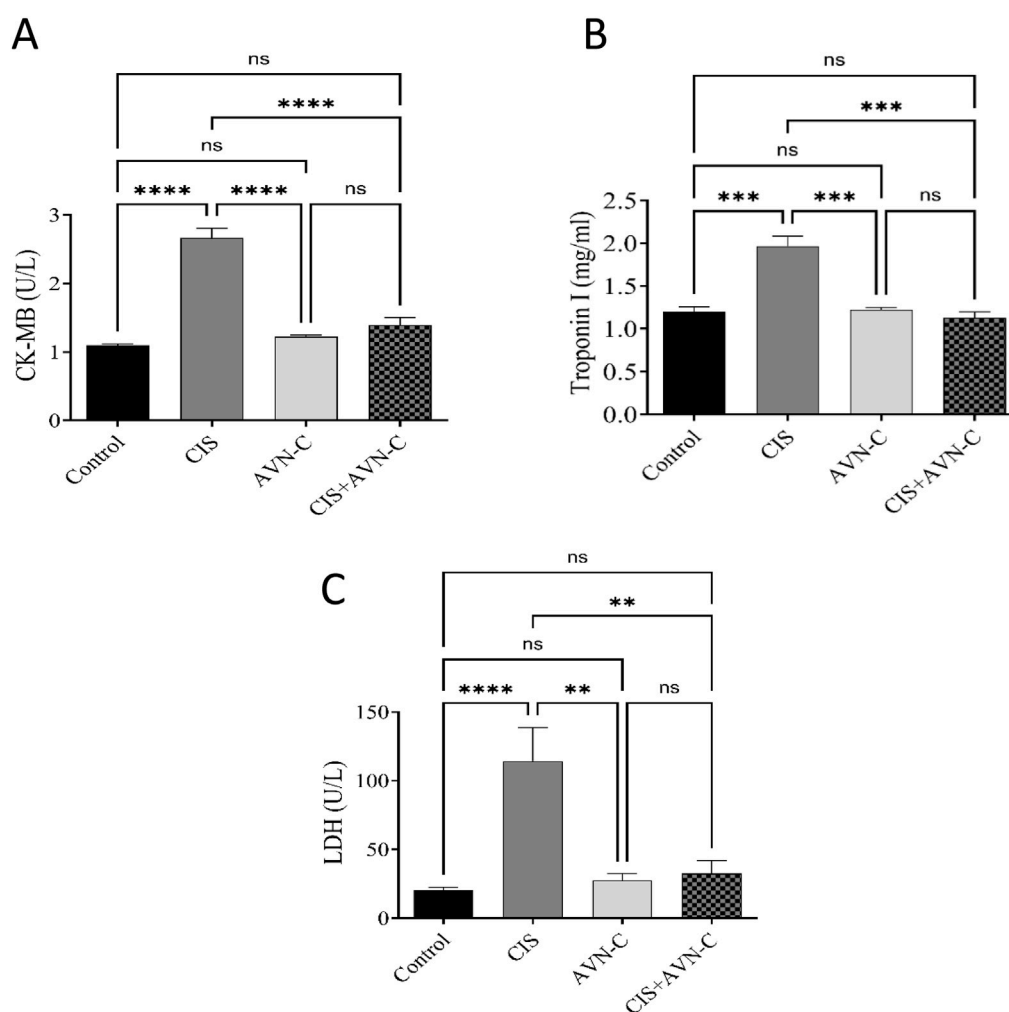 A
ns
****
ns
**** **** ns
CK-MB (U/L)
3
2
1
0
Control CIS AVN-C CIS+AVN-C
B
ns
***
ns
*** *** ns
Troponin I (mg/ml)
2.5
2.0
1.5
1.0
0.5
0.0
Control CIS AVN-C CIS+AVN-C
C
ns
**
ns
**** ** ns
LDH (U/L)
150
100
50
0
Control CIS AVN-C CIS+AVN-C